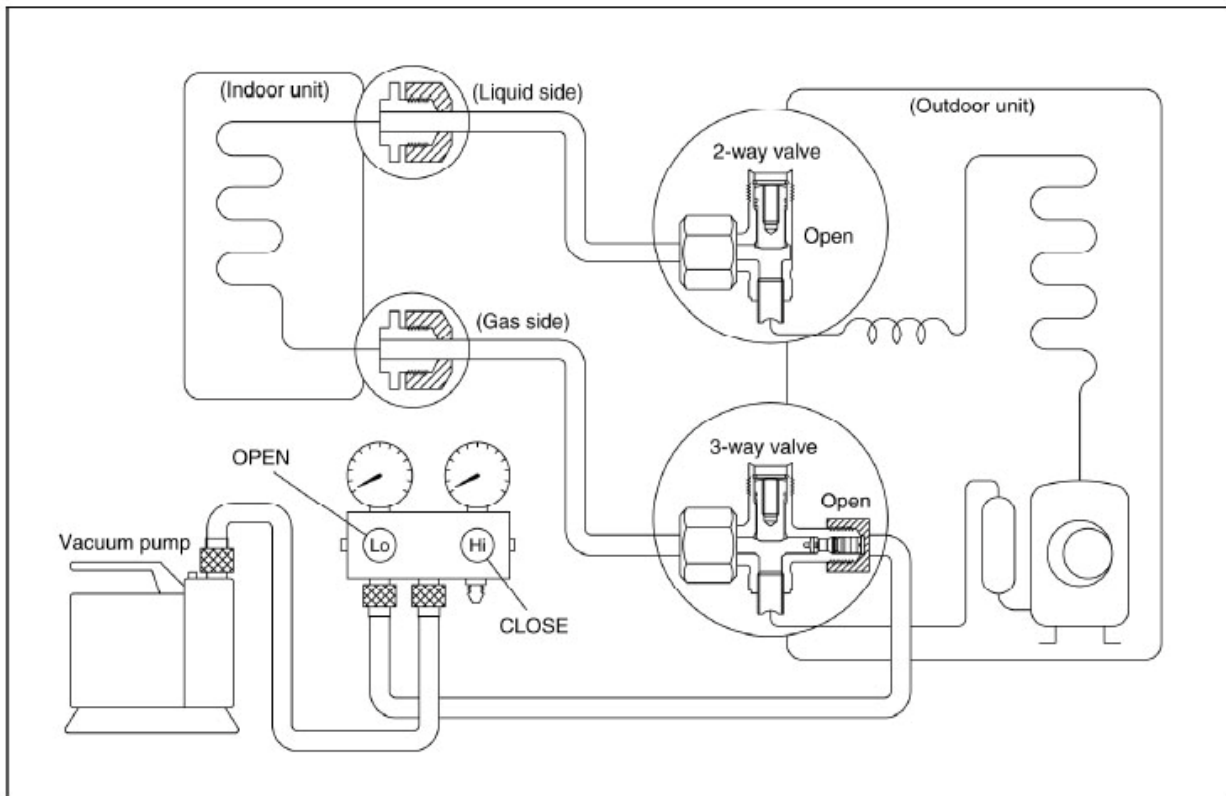 (Indoor unit)
(Liquid side)
(Outdoor unit)
2-way valve
Open
(Gas side)
3-way valve
Open
OPEN
Lo
Hi
Vacuum pump
CLOSE